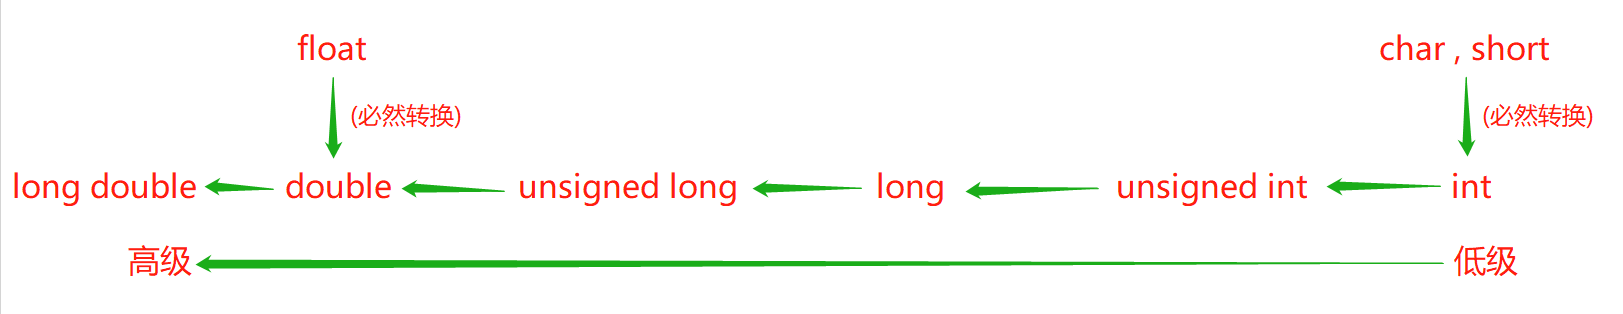 float char , short
(必然转换) (必然转换)
long double double unsigned long long unsigned int int
高级 低级